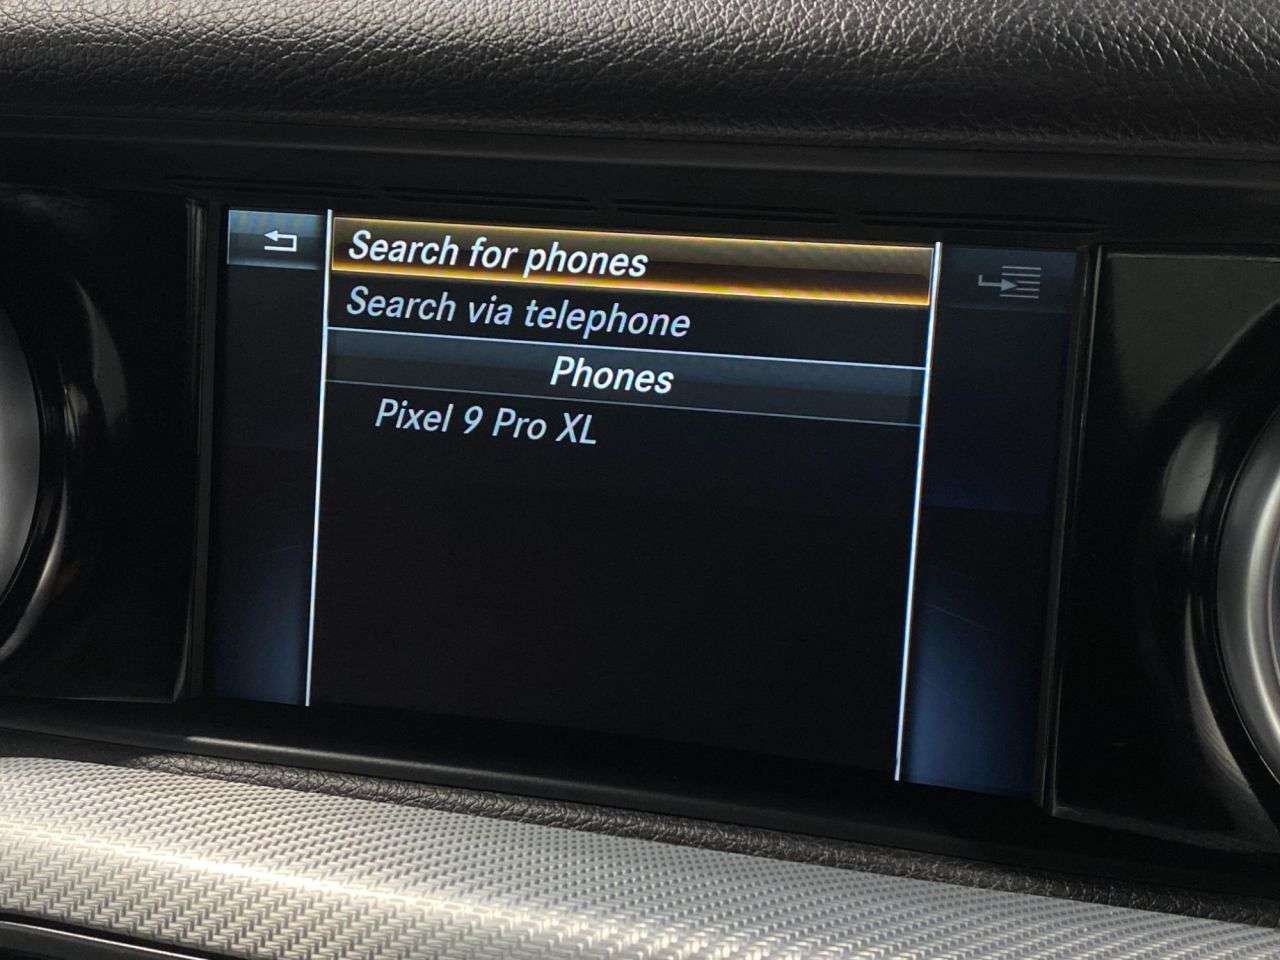 Search for phones
Search via telephone
Phones
Pixel 9 Pro XL